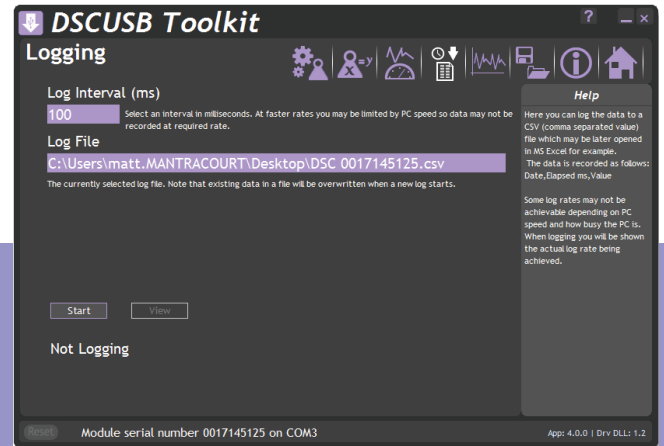 DSCUSB Toolkit
? _ ×
Logging
x =y
Log Interval (ms)
100
Select an interval in milliseconds. At faster rates you may be limited by PC speed so data may not be
recorded at required rate.
Log File
C:\Users\matt.MANTRACOURT\Desktop\DSC 0017145125.csv
The currently selected log file. Note that existing data in a file will be overwritten when a new log starts.
Start
View
Not Logging
Help
Here you can log the data to a
CSV (comma separated value)
file which may be later opened
in MS Excel for example.
The data is recorded as follows:
Date,Elapsed ms,Value
Some log rates may not be
achievable depending on PC
speed and how busy the PC is.
When logging you will be shown
the actual log rate being
achieved.
Reset
Module serial number 0017145125 on COM3
App: 4.0.0 | Drv DLL: 1.2